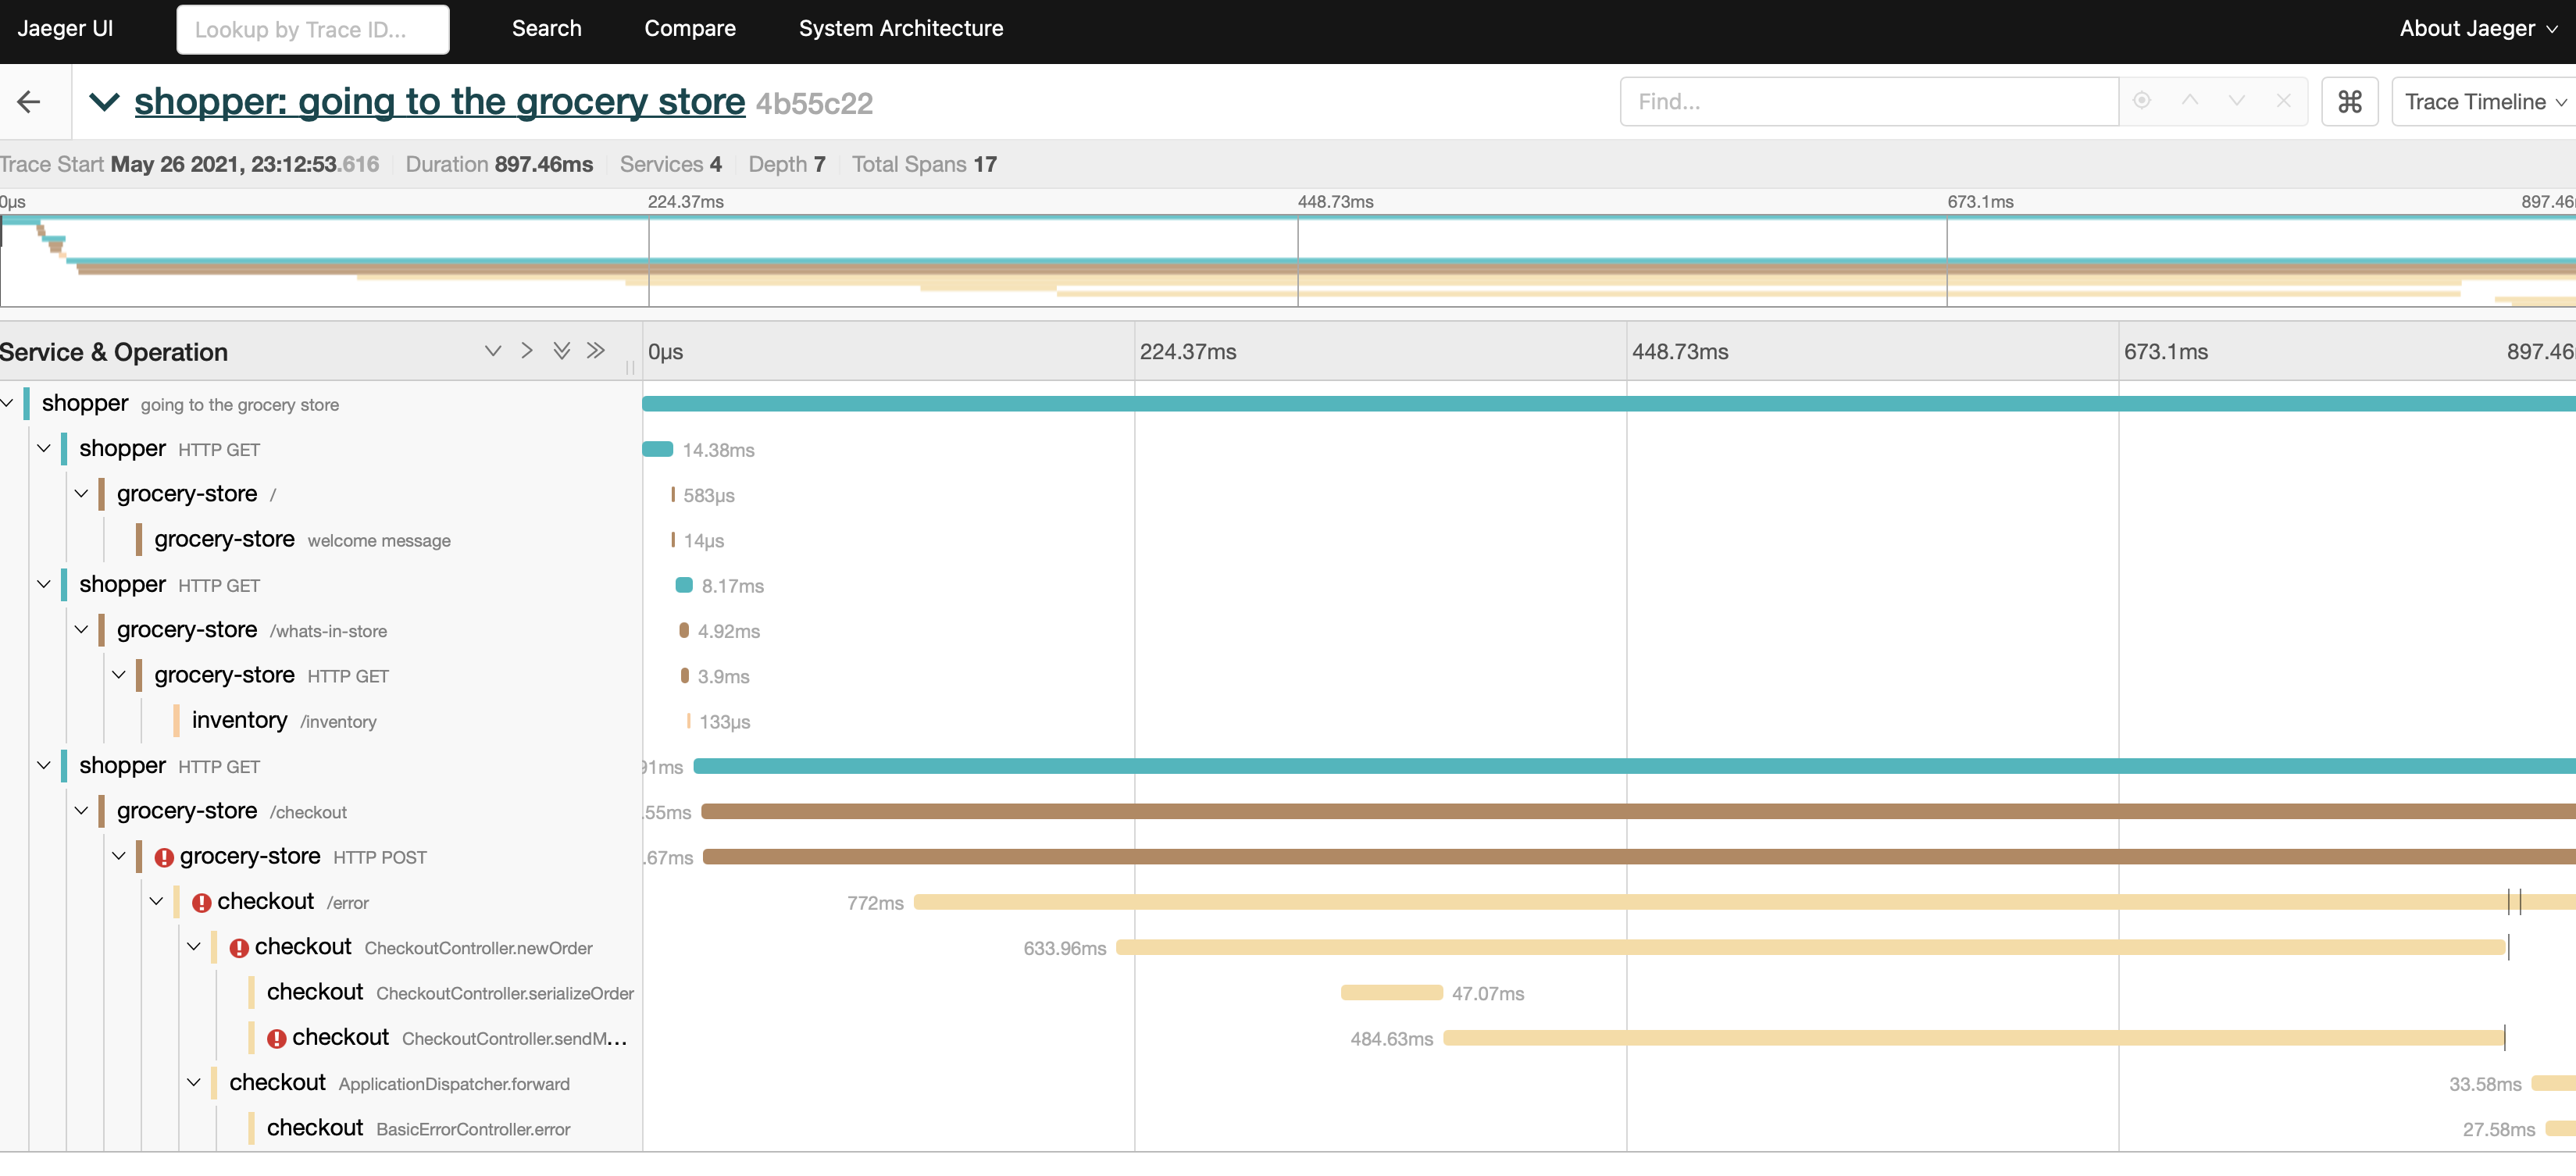 Jaeger UI Lookup by Trace ID... Search Compare System Architecture About Jaeger
shopper: going to the grocery store 4b55c22 Find... ⌘ Trace Timeline
Trace Start May 26 2021, 23:12:53.616 Duration 897.46ms Services 4 Depth 7 Total Spans 17
0μs 224.37ms 448.73ms 673.1ms 897.46
Service & Operation 0μs 224.37ms 448.73ms 673.1ms 897.46
shopper going to the grocery store
shopper HTTP GET 14.38ms
grocery-store / 583μs
grocery-store welcome message 14μs
shopper HTTP GET 8.17ms
grocery-store /whats-in-store 4.92ms
grocery-store HTTP GET 3.9ms
inventory /inventory 133μs
shopper HTTP GET 91ms
grocery-store /checkout .55ms
grocery-store HTTP POST .67ms
checkout /error 772ms
checkout CheckoutController.newOrder 633.96ms
checkout CheckoutController.serializeOrder 47.07ms
checkout CheckoutController.sendM... 484.63ms
checkout ApplicationDispatcher.forward 33.58ms
checkout BasicErrorController.error 27.58ms